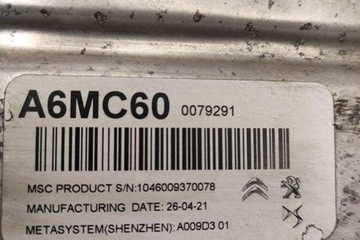 A6MC60 0079291
MSC PRODUCT S/N:1046009370078
MANUFACTURING DATE: 26-04-21
METASYSTEM(SHENZHEN): A009D3 01